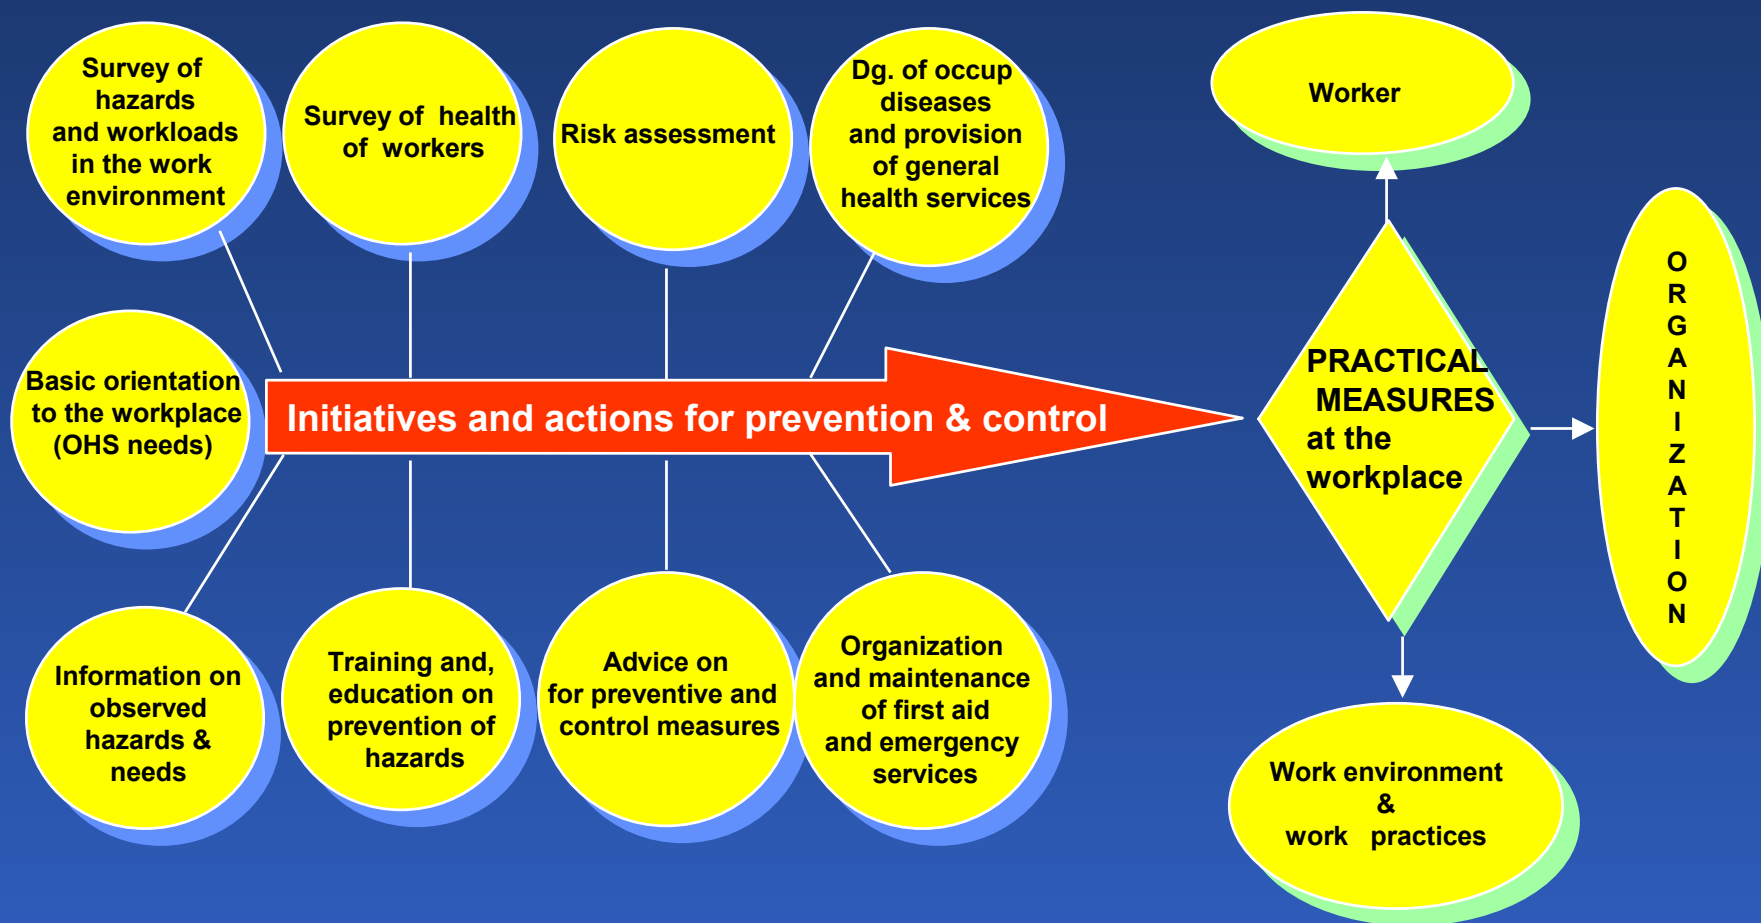 Survey of
hazards
and workloads
in the work
environment
Survey of health
of workers
Risk assessment
Dg. of occup
diseases
and provision
of general
health services
Worker
Basic orientation
to the workplace
(OHS needs)
Initiatives and actions for prevention & control
PRACTICAL
MEASURES
at the
workplace
O
R
G
A
N
I
Z
A
T
I
O
N
Information on
observed
hazards &
needs
Training and,
education on
prevention of
hazards
Advice on
for preventive and
control measures
Organization
and maintenance
of first aid
and emergency
services
Work environment
&
work practices